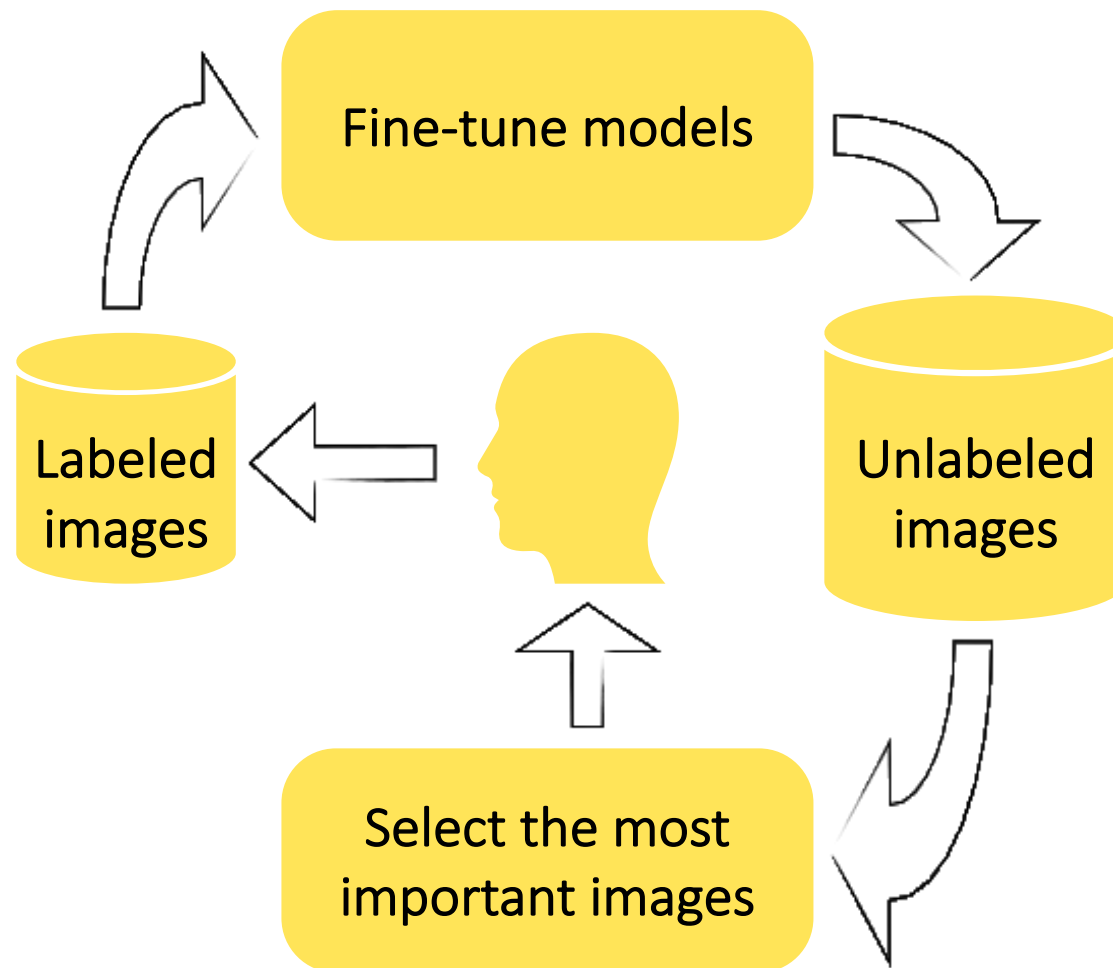 Fine-tune models
Labeled
images
Unlabeled
images
Select the most
important images